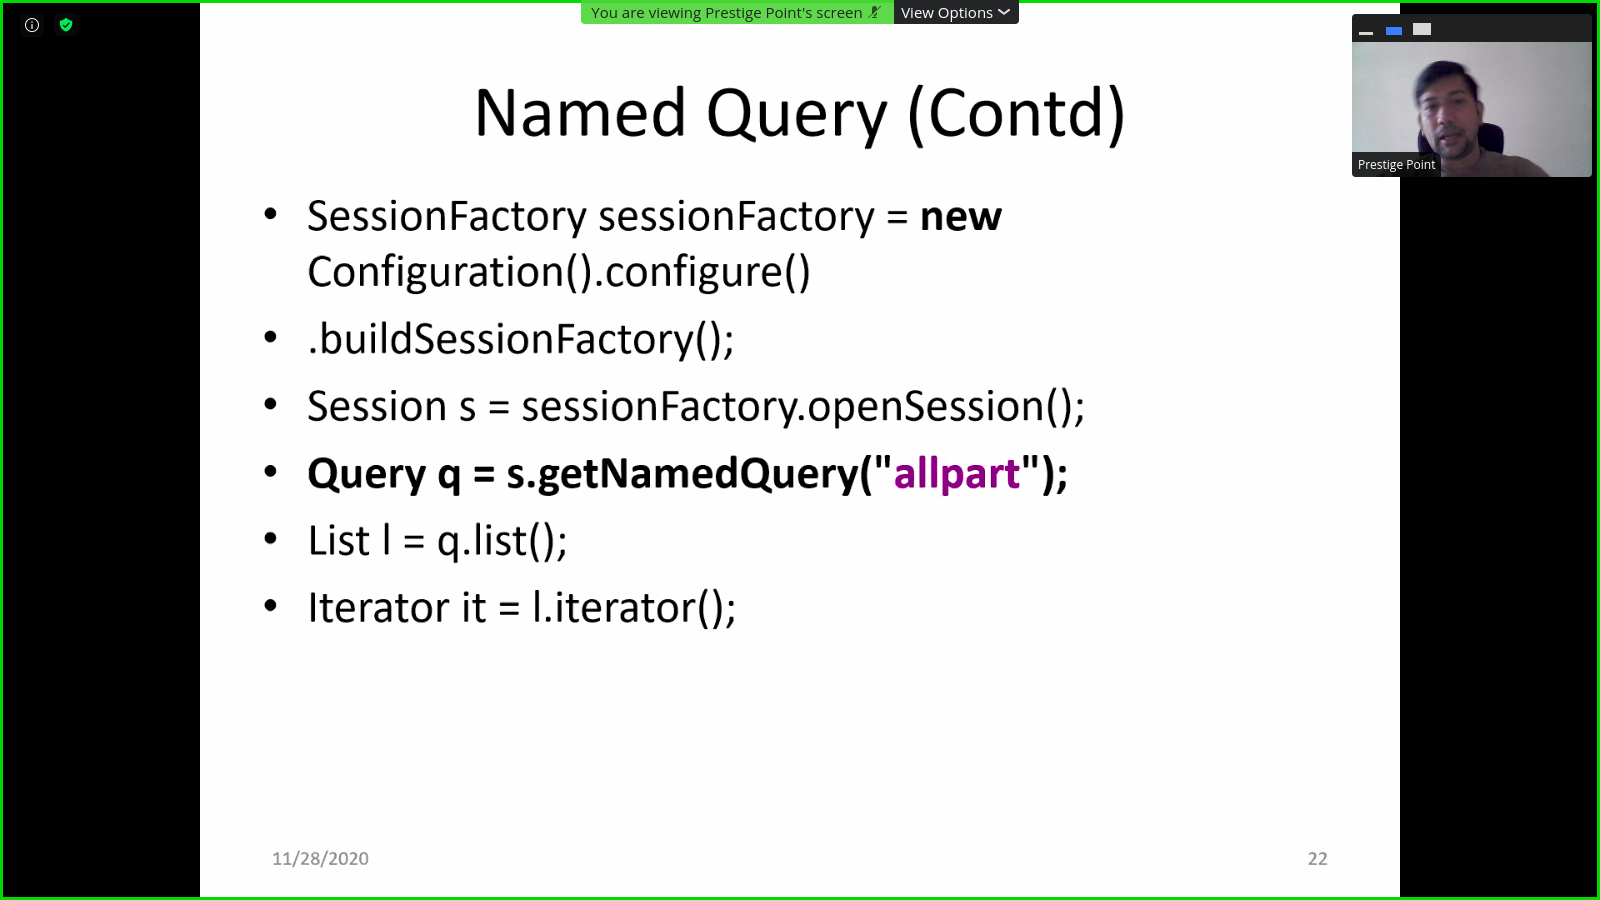 You are viewing Prestige Point's screen
View Options
Prestige Point
Named Query (Contd)
• SessionFactory sessionFactory = new
Configuration().configure()
• .buildSessionFactory();
• Session s = sessionFactory.openSession();
• Query q = s.getNamedQuery("allpart");
• List l = q.list();
• Iterator it = l.iterator();
11/28/2020
22